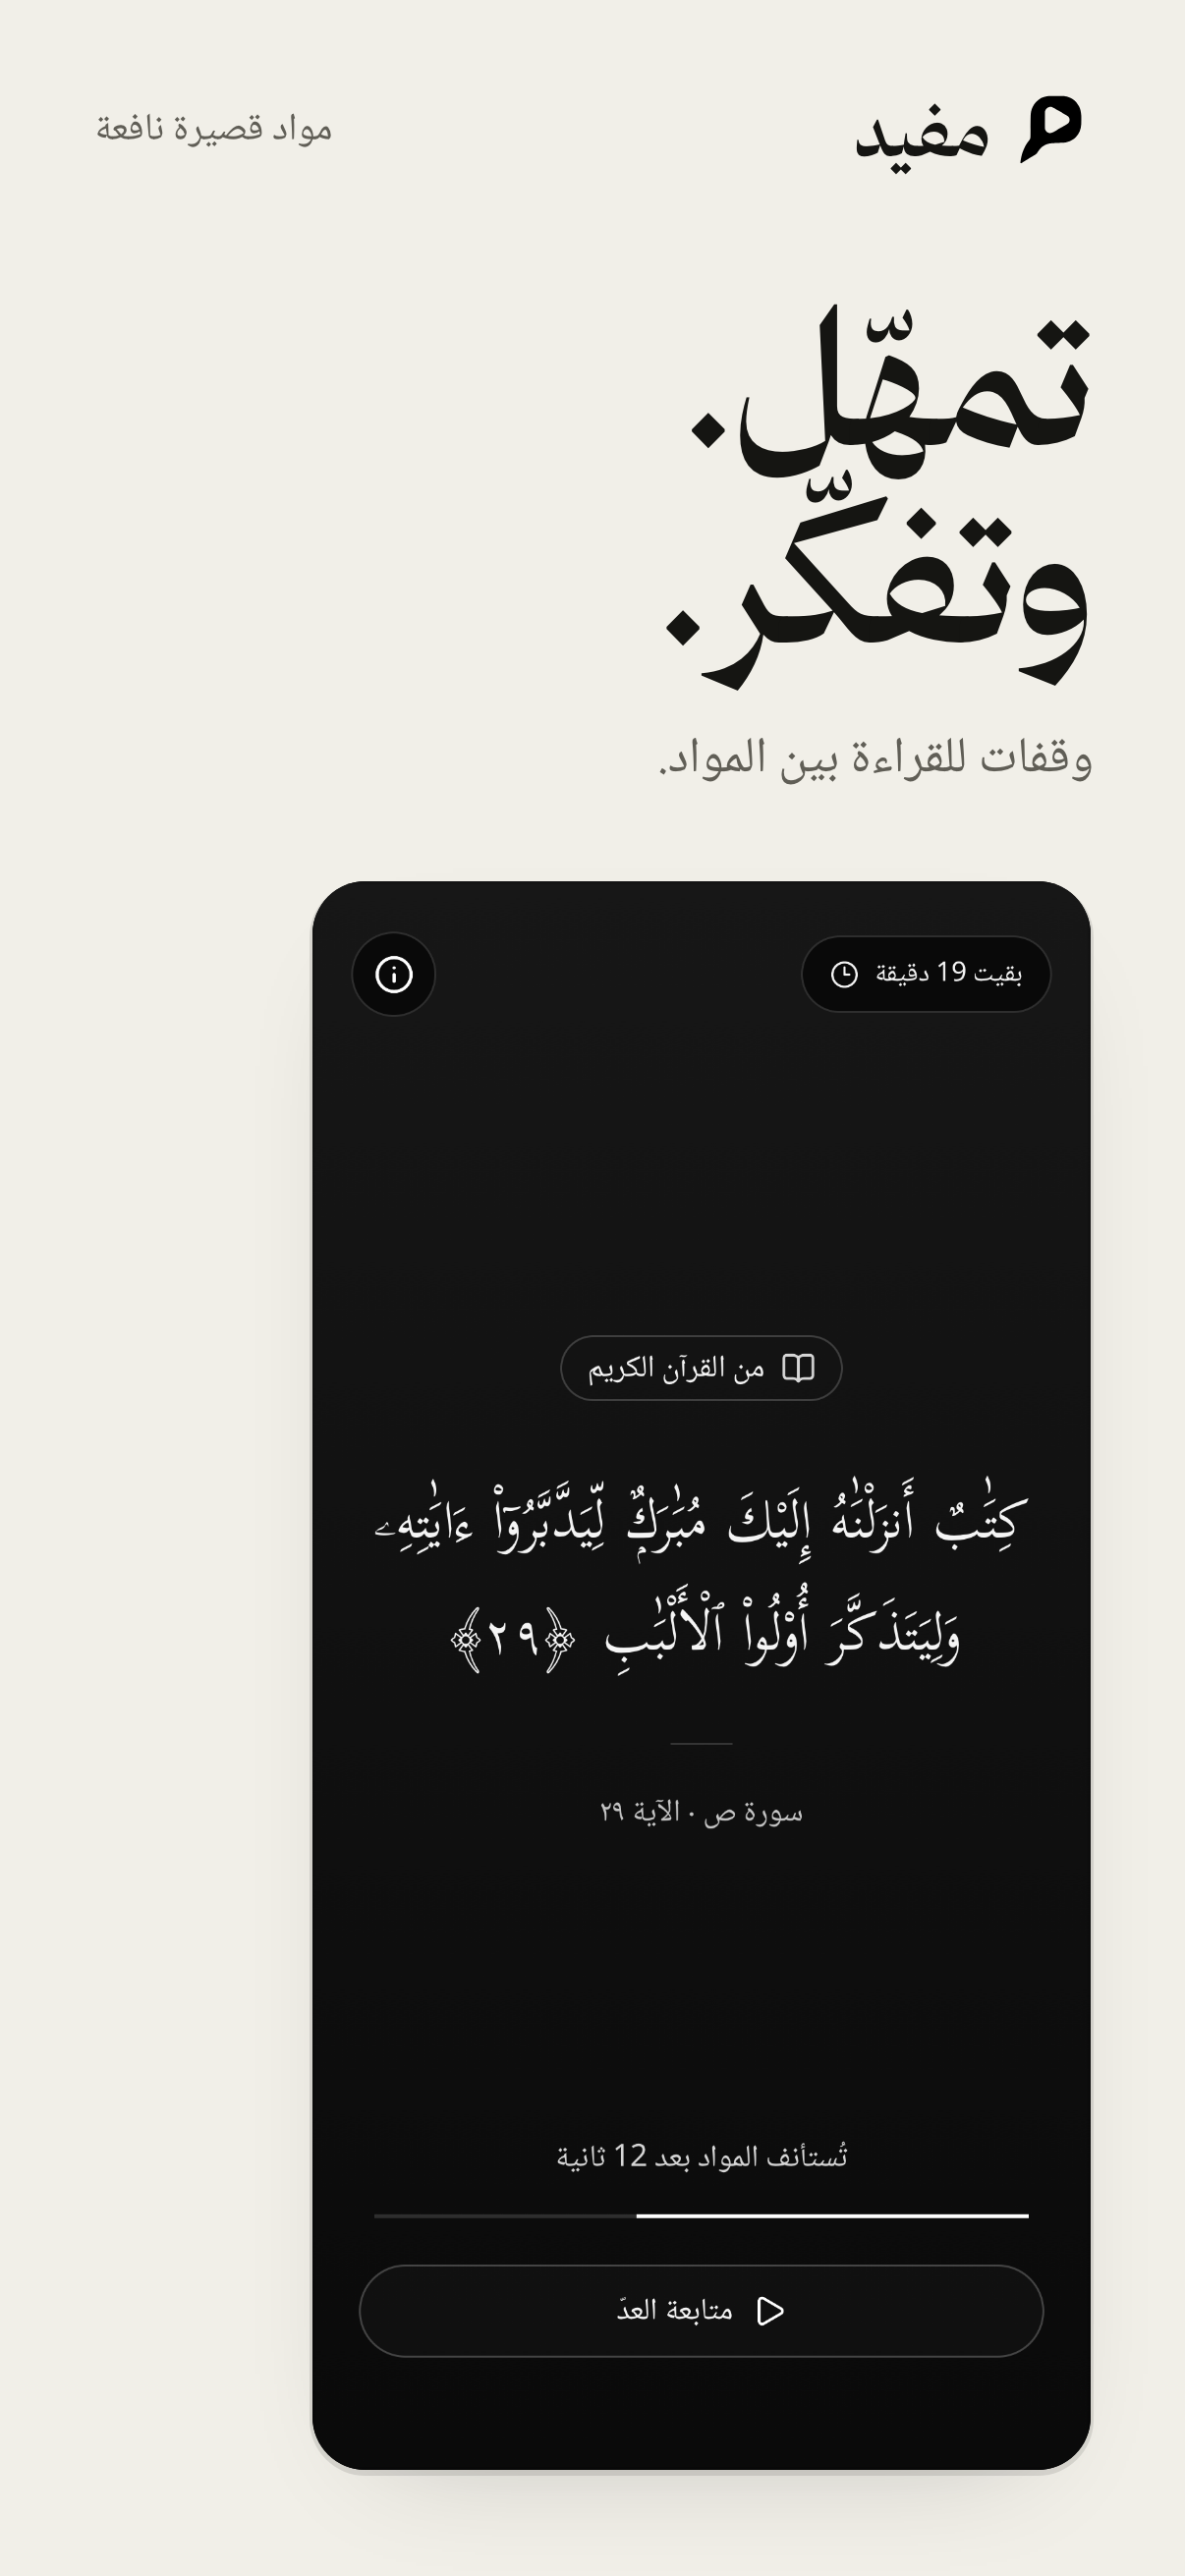 مفيد
مواد قصيرة نافعة
تمهّل.
وتفكّر.
وقفات للقراءة بين المواد.
بقيت 19 دقيقة
من القرآن الكريم
كِتَٰبٌ أَنزَلْنَٰهُ إِلَيْكَ مُبَٰرَكٌۭ لِّيَدَّبَّرُوٓا۟ ءَايَٰتِهِۦ
وَلِيَتَذَكَّرَ أُو۟لُوا۟ ٱلْأَلْبَٰبِ ﴿٢٩﴾
سورة ص · الآية ٢٩
تُستأنف المواد بعد 12 ثانية
متابعة العدّ